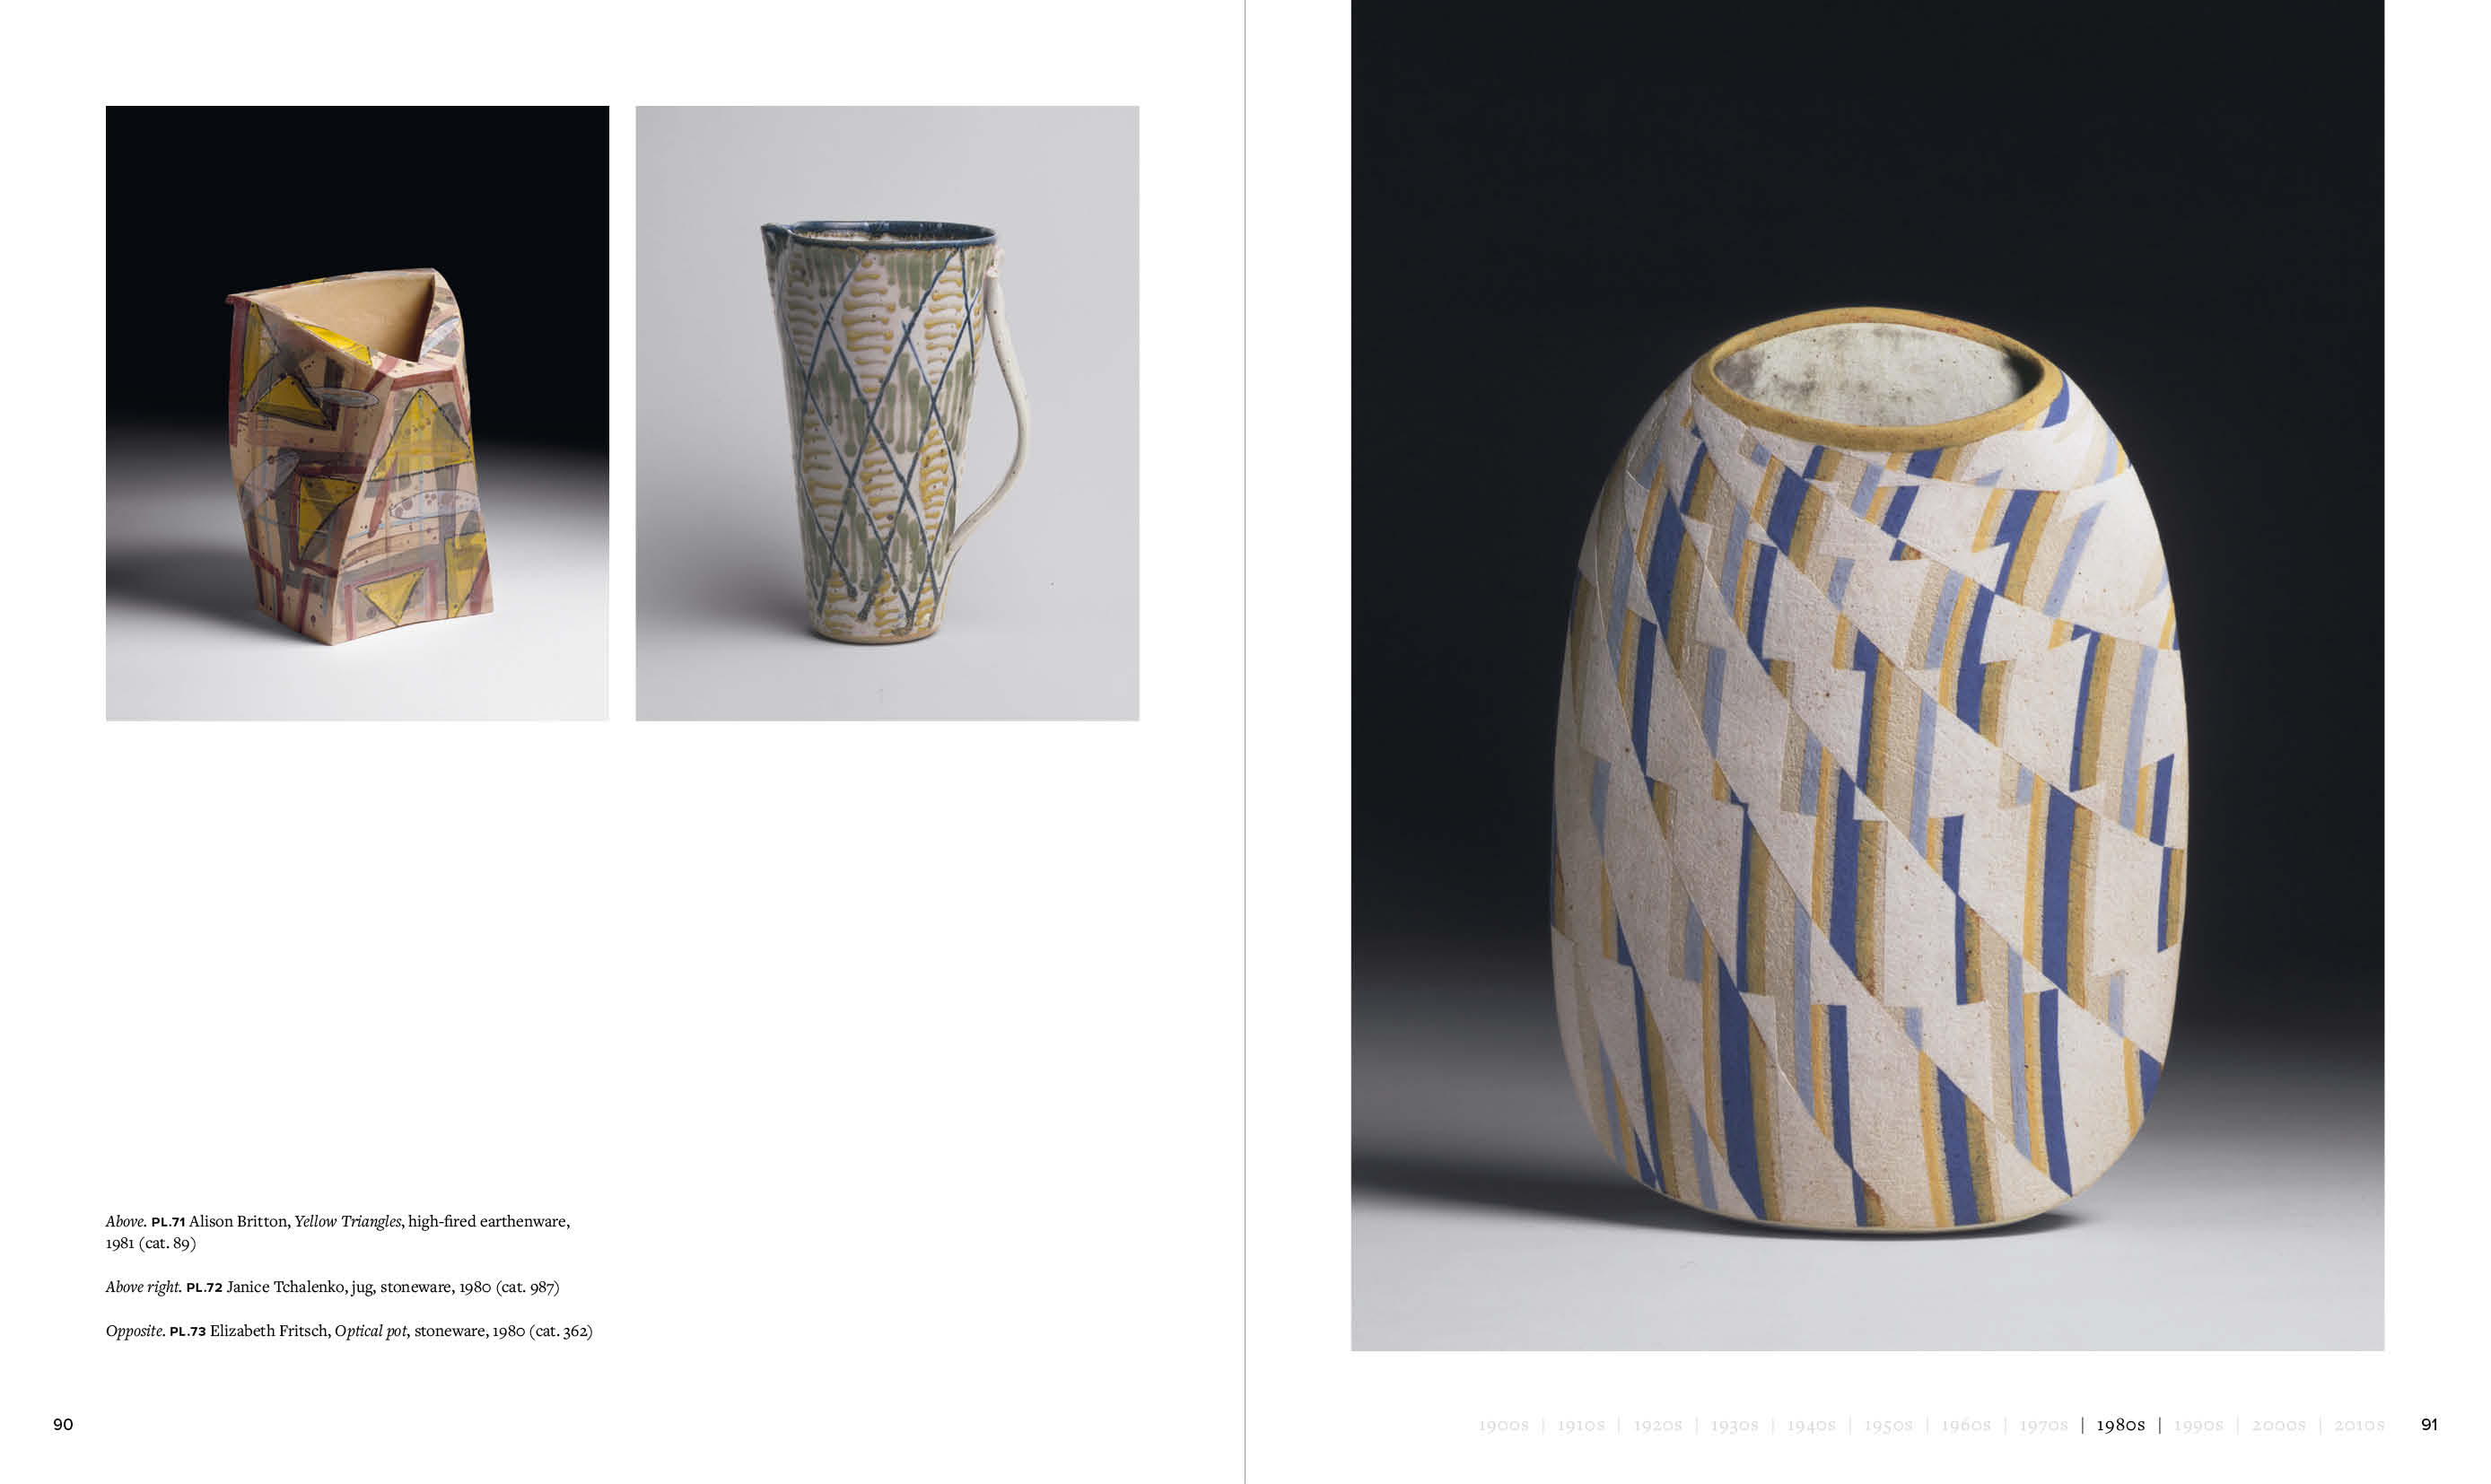 Above. PL.71 Alison Britton, Yellow Triangles, high-fired earthenware,
1981 (cat. 89)
Above right. PL.72 Janice Tchalenko, jug, stoneware, 1980 (cat. 987)
Opposite. PL.73 Elizabeth Fritsch, Optical pot, stoneware, 1980 (cat. 362)
90
1900s | 1910s | 1920s | 1930s | 1940s | 1950s | 1960s | 1970s | 1980s | 1990s | 2000s | 2010s 91